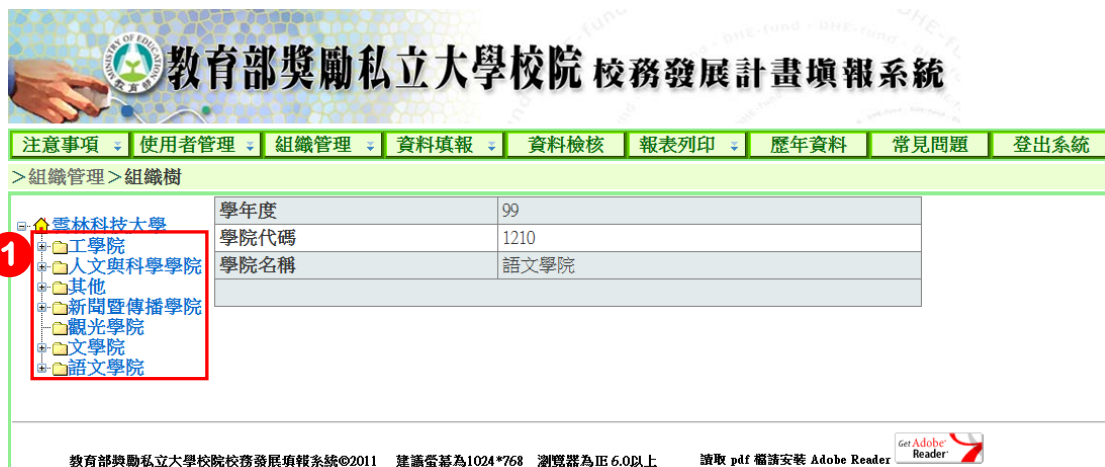 教育部獎勵私立大學校院 校務發展計畫填報系統
注意事項 使用者管理 組織管理 資料填報 資料檢核 報表列印 歷年資料 常見問題 登出系統
>組織管理>組織樹
雲林科技大學
1
工學院
人文與科學學院
其他
新聞暨傳播學院
觀光學院
文學院
語文學院
學年度 99
學院代碼 1210
學院名稱 語文學院
教育部獎勵私立大學校院校務發展填報系統©2011 建議螢幕為1024*768 瀏覽器為IE 6.0以上 讀取 pdf 檔請安裝 Adobe Reader
Get Adobe
Reader